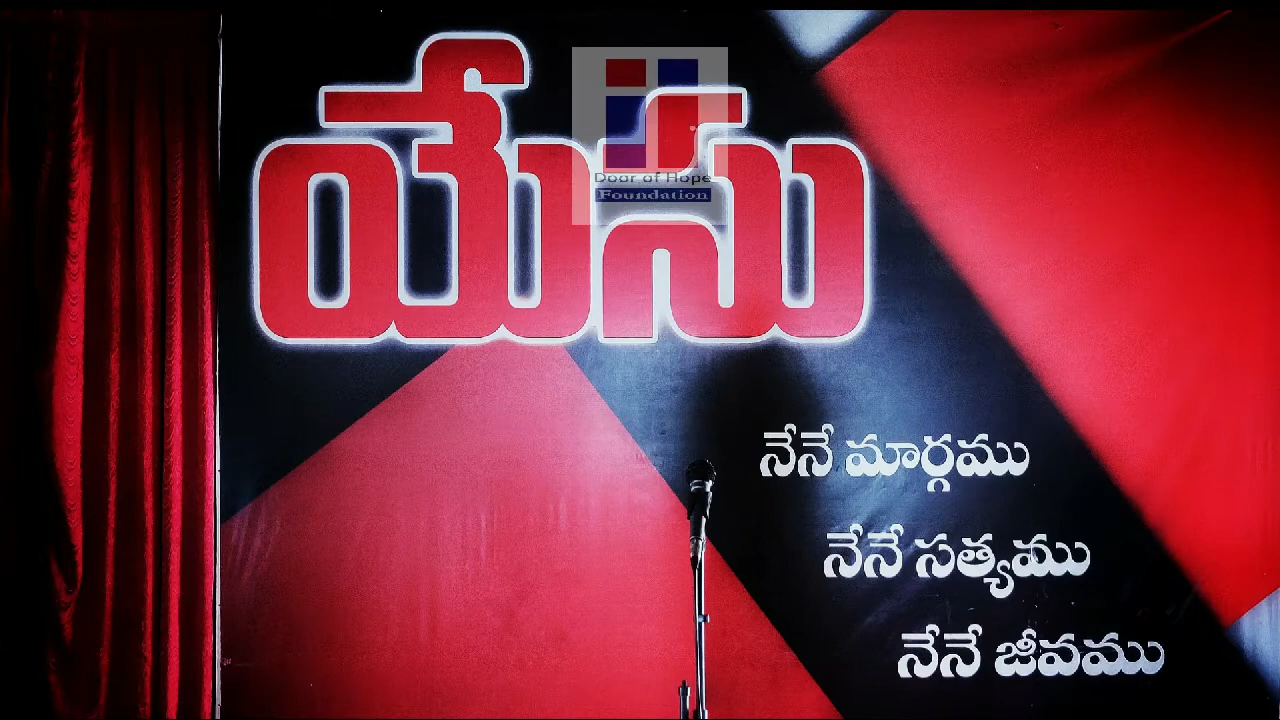 యేసు
Door of Hope
Foundation
నేనే మార్గము
నేనే సత్యము
నేనే జీవము